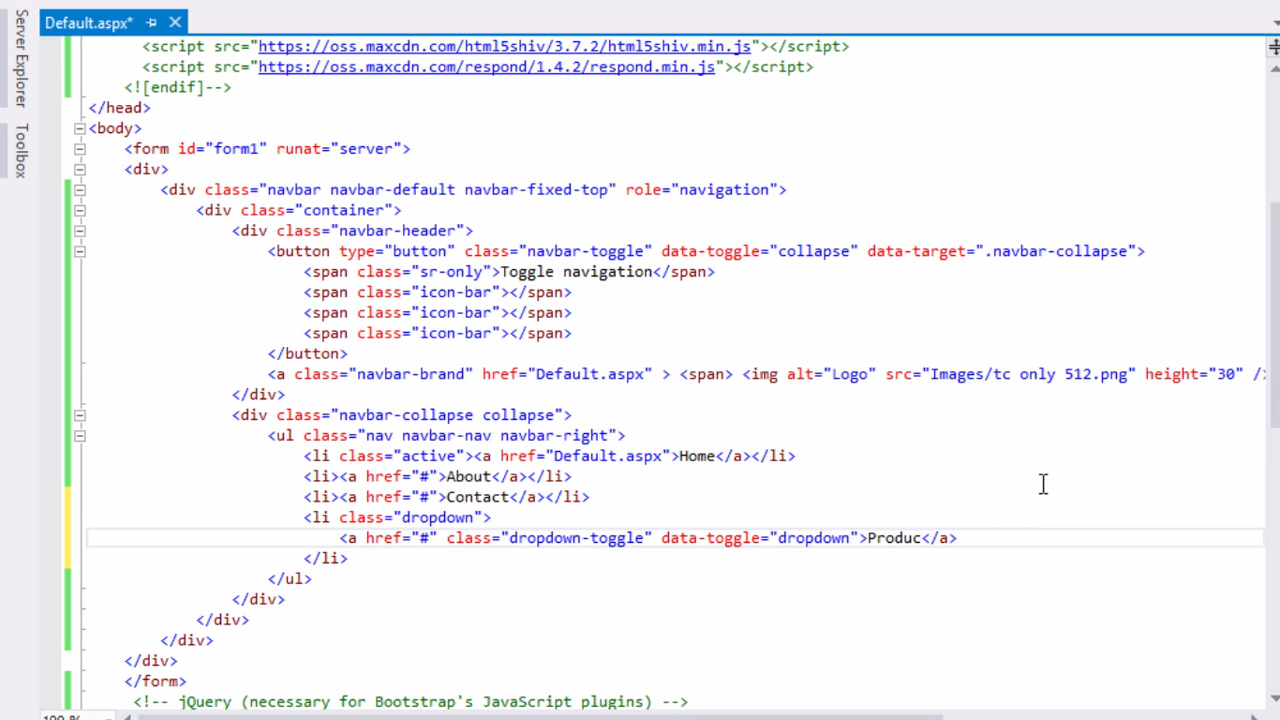 Server Explorer
Toolbox
Default.aspx*
<script src="https://oss.maxcdn.com/html5shiv/3.7.2/html5shiv.min.js"></script>
<script src="https://oss.maxcdn.com/respond/1.4.2/respond.min.js"></script>
<![endif]-->
</head>
<body>
<form id="form1" runat="server">
<div>
<div class="navbar navbar-default navbar-fixed-top" role="navigation">
<div class="container">
<div class="navbar-header">
<button type="button" class="navbar-toggle" data-toggle="collapse" data-target=".navbar-collapse">
<span class="sr-only">Toggle navigation</span>
<span class="icon-bar"></span>
<span class="icon-bar"></span>
<span class="icon-bar"></span>
</button>
<a class="navbar-brand" href="Default.aspx" > <span> <img alt="Logo" src="Images/tc only 512.png" height="30" />
</div>
<div class="navbar-collapse collapse">
<ul class="nav navbar-nav navbar-right">
<li class="active"><a href="Default.aspx">Home</a></li>
<li><a href="#">About</a></li>
<li><a href="#">Contact</a></li>
<li class="dropdown">
<a href="#" class="dropdown-toggle" data-toggle="dropdown">Produc</a>
</li>
</ul>
</div>
</div>
</div>
</div>
</form>
<!-- jQuery (necessary for Bootstrap's JavaScript plugins) -->
100 %